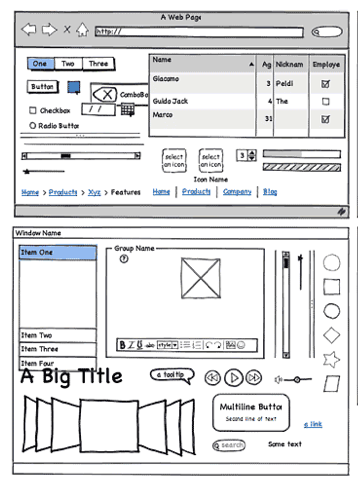 A Web Page
http://
One Two Three
Name Ag Nicknam Employe
Giacomo 3 Peldi
Guido Jack 4 The
Marco 31
Button
ComboBo
Checkbox
/ /
Radio Button
select an icon
select an icon
3
Icon Name
Home > Products > Xyz > Features
Home Products Company Blog
Window Name
Item One
Item Two
Item Three
Item Four
Group Name
?
B I U abc style
A Big Title
a tooltip
Multiline Butto
Second line of text
a link
search
Some text